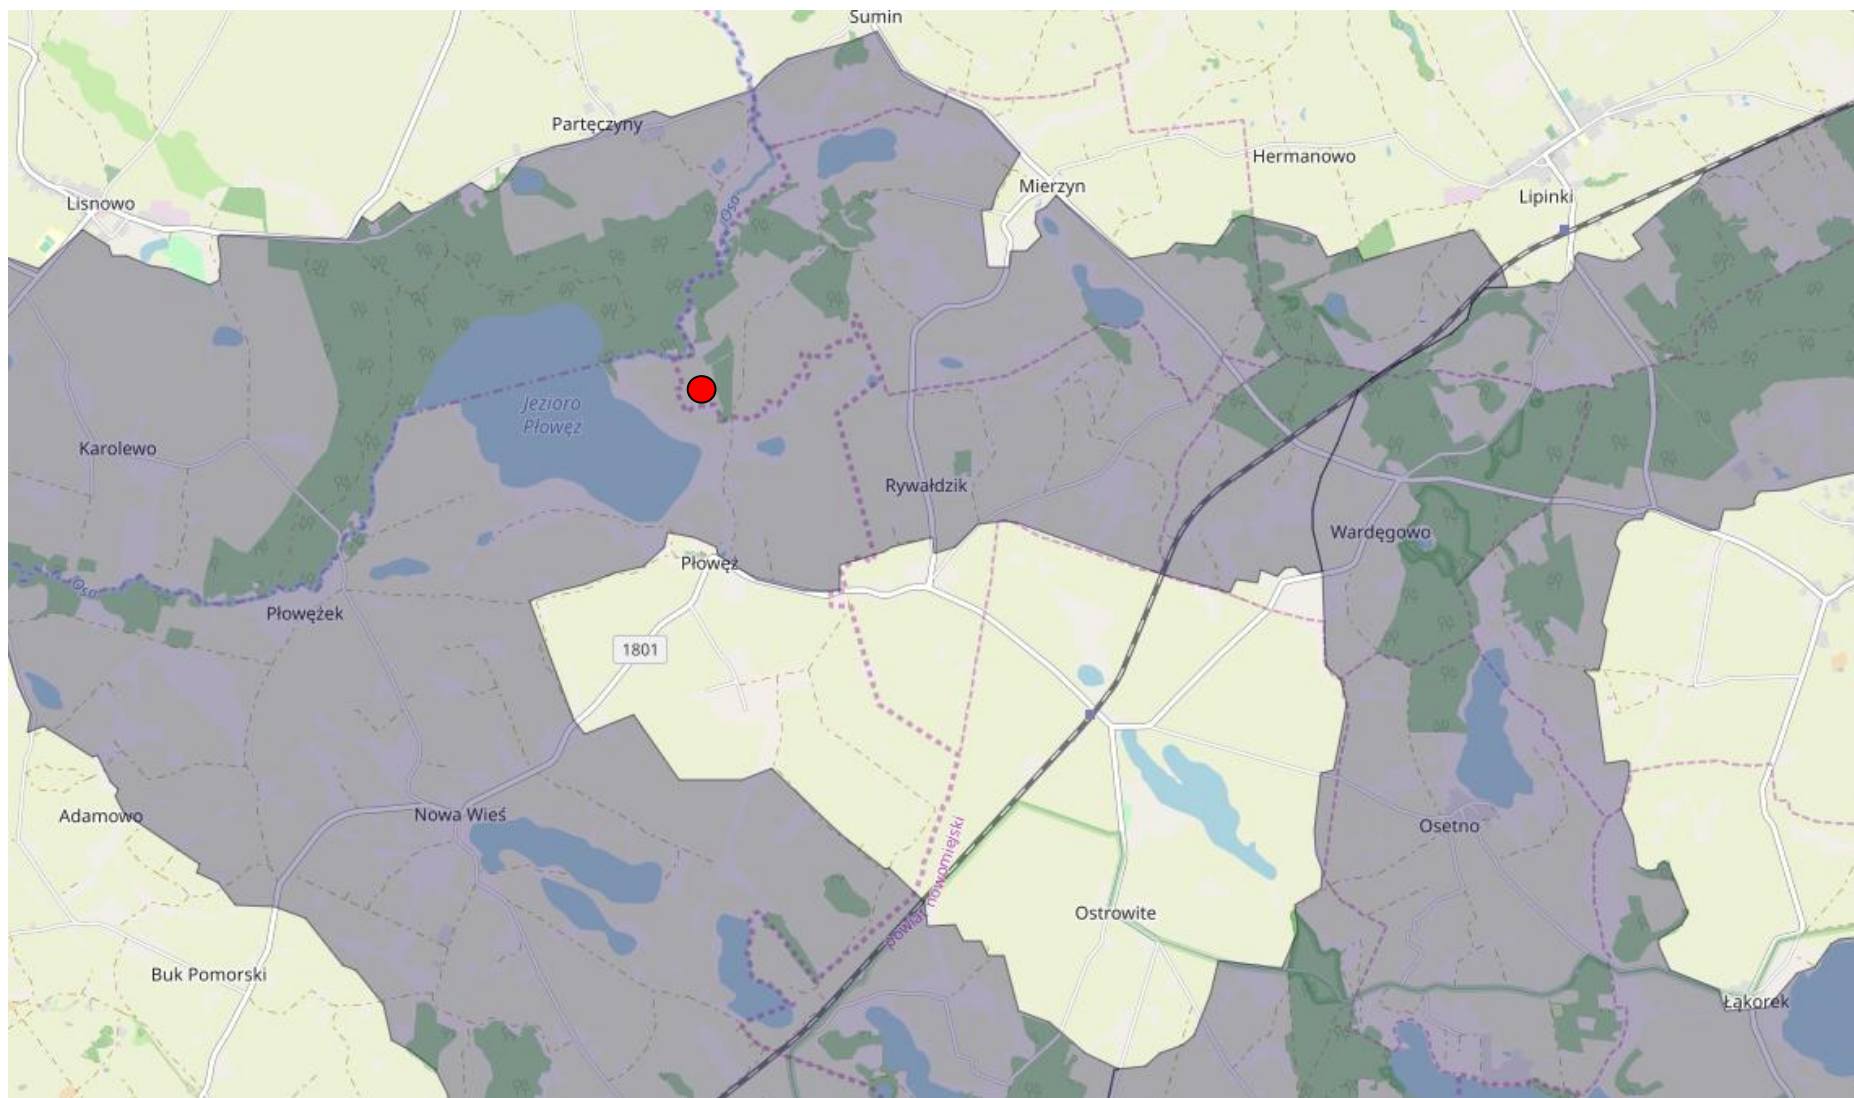 Sumin
Partęczyny
Hermanowo
Mierzyn
Lipinki
Lisnowo
Osa
Jezioro
Płowęż
Karolewo
Rywałdzik
Wardęgowo
Płowęż
Osa
Płowężek
1801
Adamowo
Nowa Wieś
Osetno
powiat nowomiejski
Ostrowite
Buk Pomorski
Łąkorek